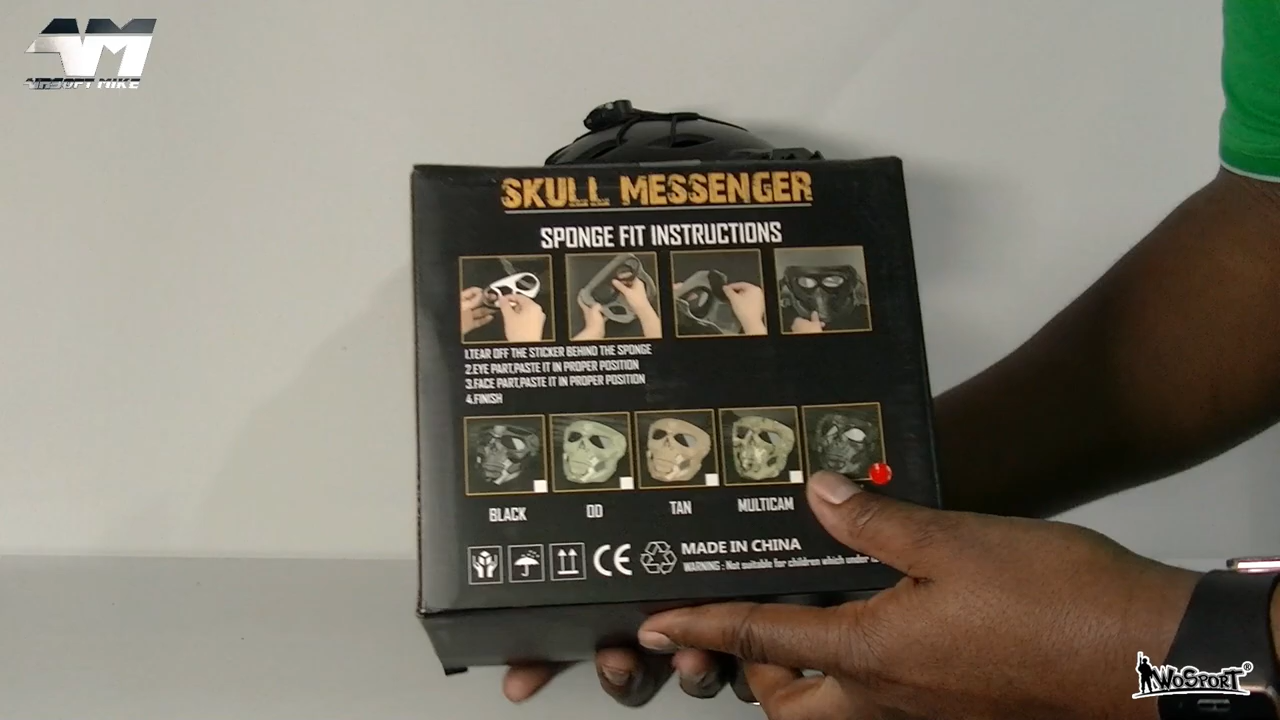 AM
AIRSOFT MIKE
SKULL MESSENGER
SPONGE FIT INSTRUCTIONS
1.TEAR OFF THE STICKER BEHIND THE SPONGE
2.EYE PART,PASTE IT IN PROPER POSITION
3.FACE PART,PASTE IT IN PROPER POSITION
4.FINISH
BLACK OD TAN MULTICAM
CE
MADE IN CHINA
WARNING : Not suitable for children which under
WOSPORT®